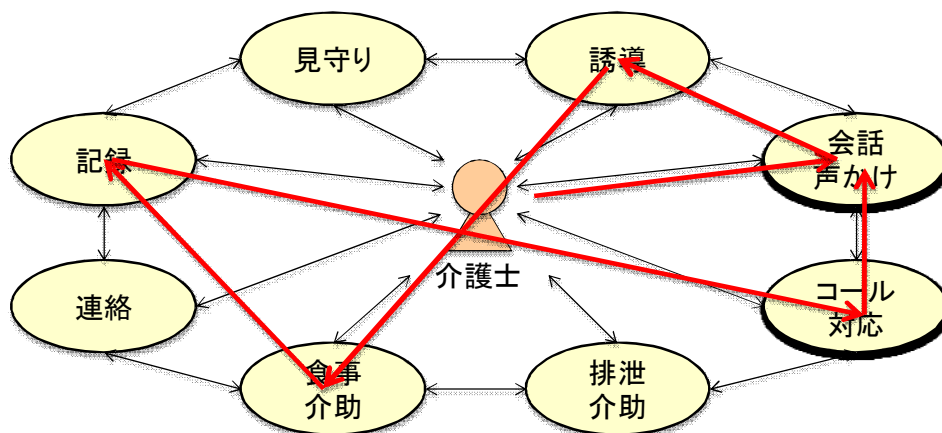 見守り
誘導
記録
会話
声かけ
介護士
連絡
コール
対応
食事
介助
排泄
介助